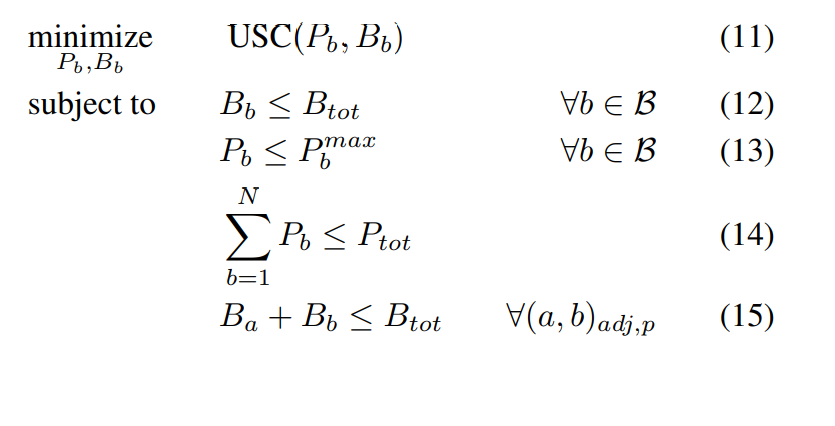 minimize USC(P_b, B_b) (11)
P_b,B_b
subject to B_b ≤ B_tot ∀b ∈ ℬ (12)
P_b ≤ P_b^max ∀b ∈ ℬ (13)
∑_{b=1}^{N} P_b ≤ P_tot (14)
B_a + B_b ≤ B_tot ∀(a, b)_adj,p (15)